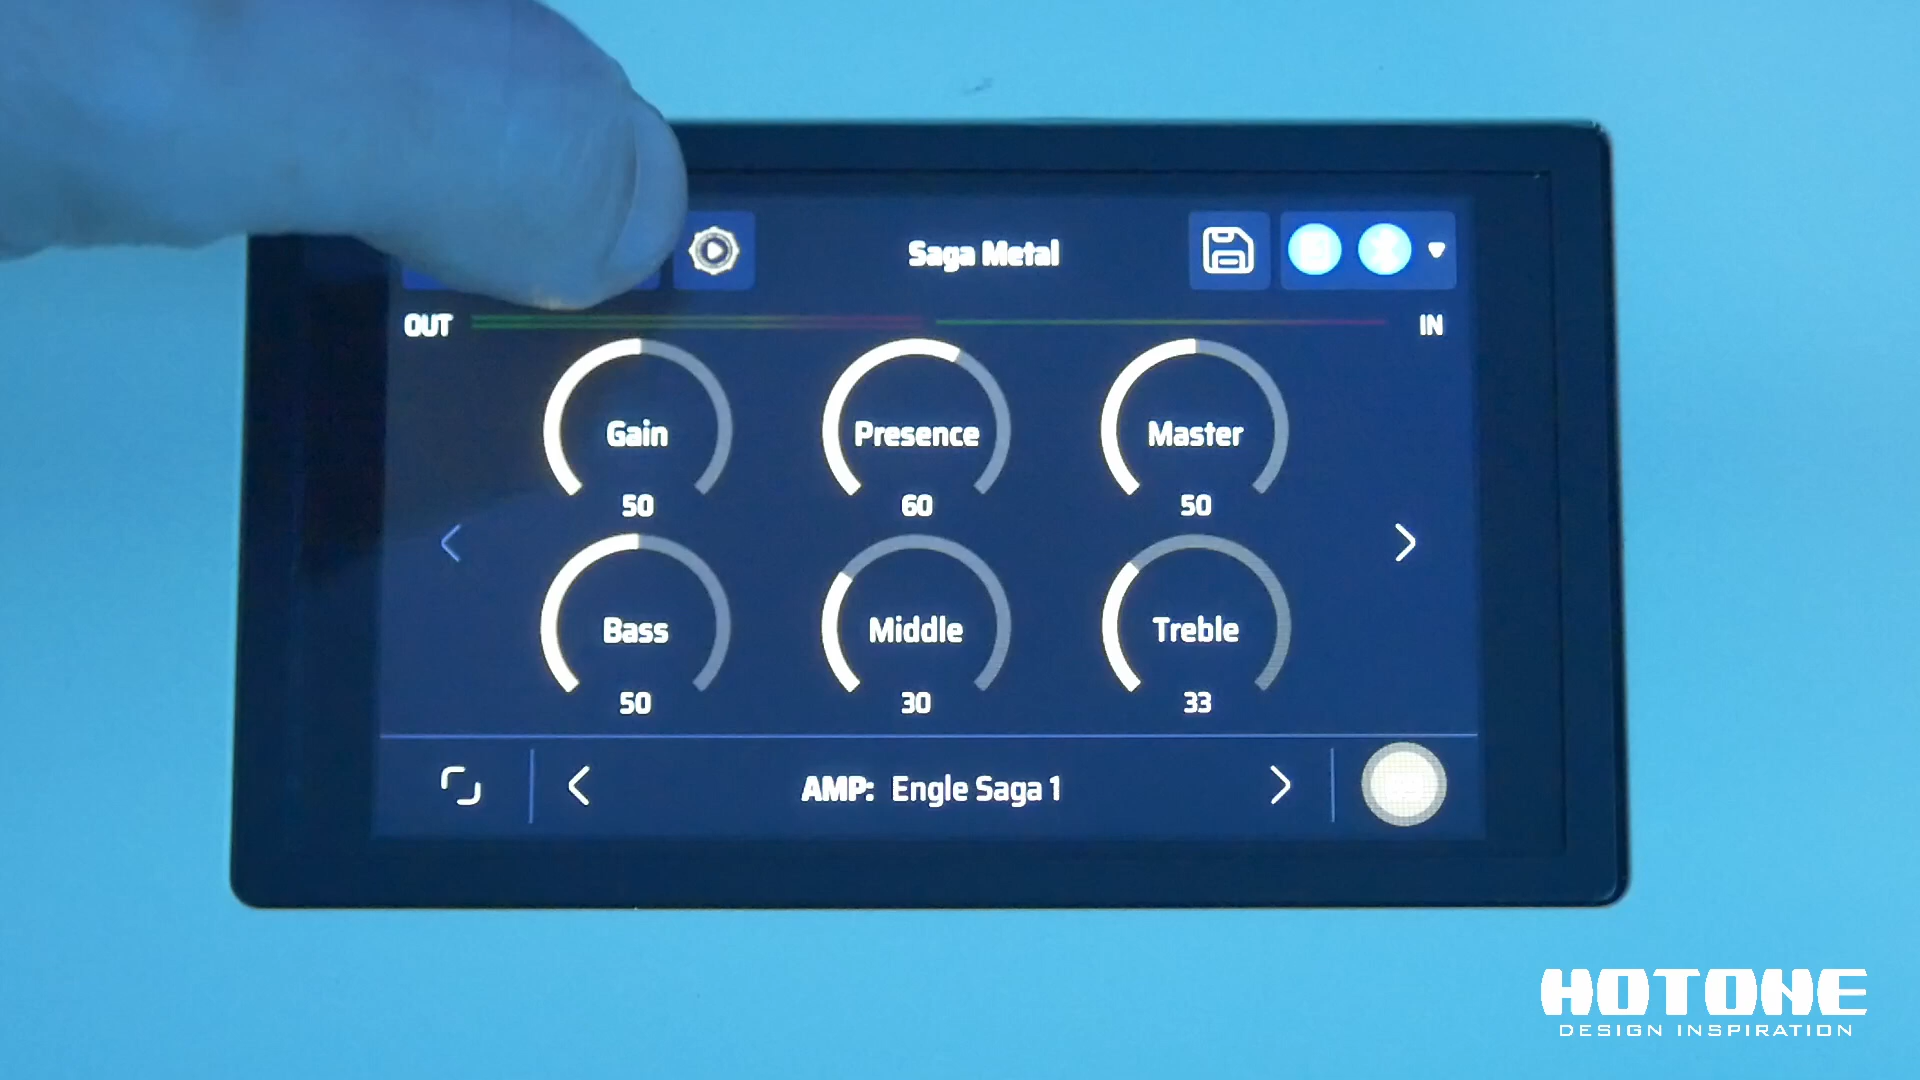 Saga Metal
OUT
IN
Gain
Presence
Master
50
60
50
Bass
Middle
Treble
50
30
33
AMP: Engle Saga 1
HOTONE
DESIGN INSPIRATION